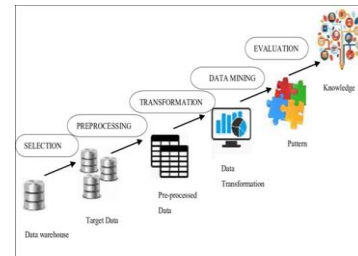 EVALUATION
Knowledge
DATA MINING
Pattern
TRANSFORMATION
Data
Transformation
PREPROCESSING
Pre-processed
Data
SELECTION
Target Data
Data warehouse